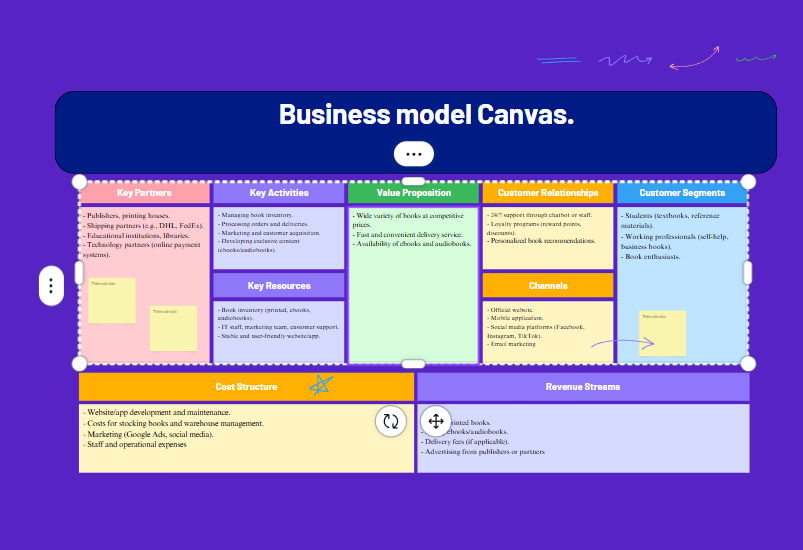 Business model Canvas.
Key Partners
- Publishers, printing houses.
- Shipping partners (e.g., DHL, FedEx).
- Educational institutions, libraries.
- Technology partners (online payment
systems).
Key Activities
- Managing book inventory.
- Processing orders and deliveries.
- Marketing and customer acquisition.
- Developing exclusive content
(ebooks/audiobooks).
Key Resources
- Book inventory (printed, ebooks,
audiobooks).
- IT staff, marketing team, customer support.
- Stable and user-friendly website/app.
Value Proposition
- Wide variety of books at competitive
prices.
- Fast and convenient delivery service.
- Availability of ebooks and audiobooks.
Customer Relationships
- 24/7 support through chatbot or staff.
- Loyalty programs (reward points,
discounts).
- Personalized book recommendations.
Channels
- Official website.
- Mobile application.
- Social media platforms (Facebook,
Instagram, TikTok).
- Email marketing
Customer Segments
- Students (textbooks, reference
materials).
- Working professionals (self-help,
business books).
- Book enthusiasts.
Cost Structure
- Website/app development and maintenance.
- Costs for stocking books and warehouse management.
- Marketing (Google Ads, social media).
- Staff and operational expenses
Revenue Streams
printed books.
ebooks/audiobooks.
- Delivery fees (if applicable).
- Advertising from publishers or partners